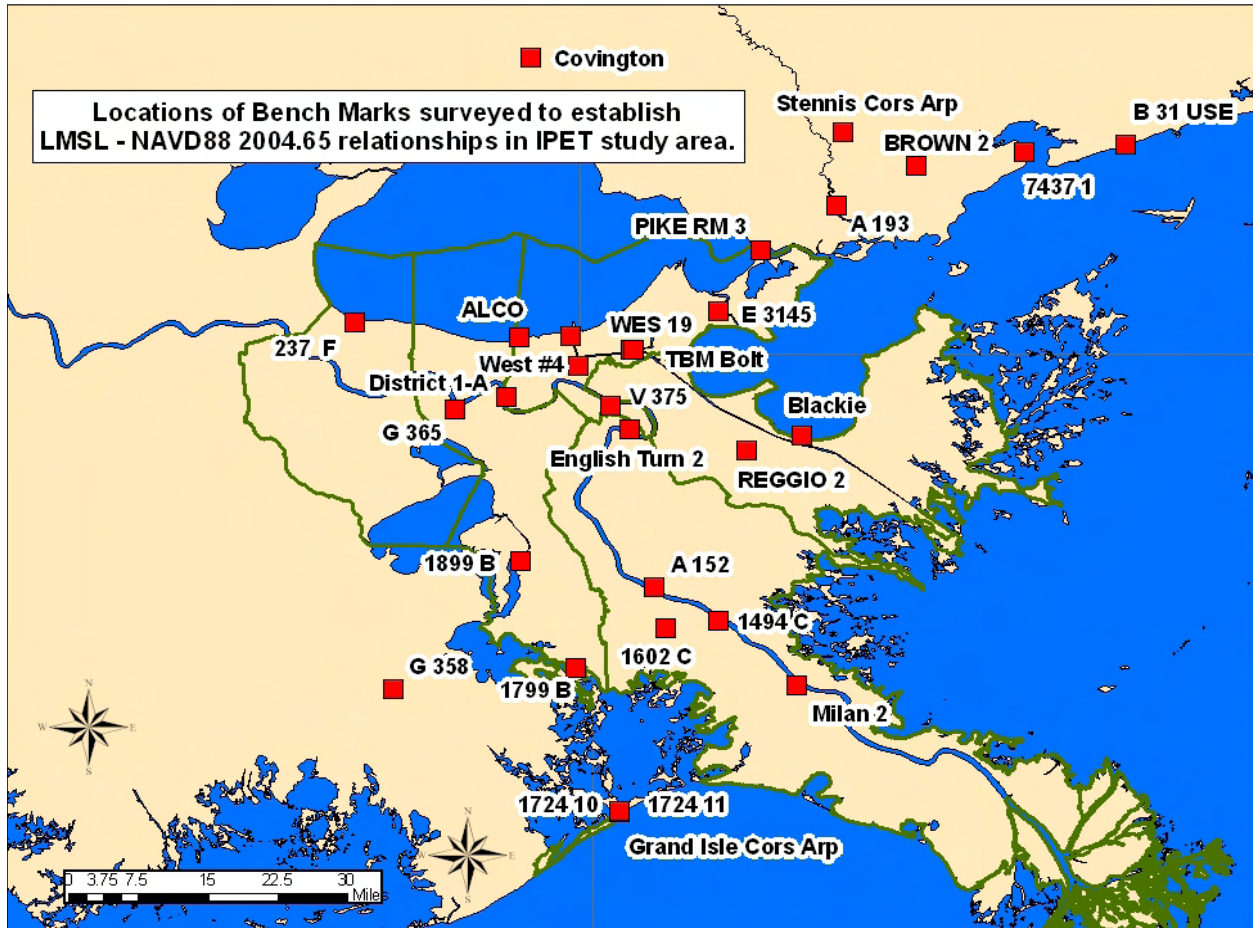 Covington
Locations of Bench Marks surveyed to establish
LMSL - NAVD88 2004.65 relationships in IPET study area.
Stennis Cors Arp
B 31 USE
BROWN 2
7437 1
A 193
PIKE RM 3
E 3145
ALCO
WES 19
237 F
West #4
TBM Bolt
District 1-A
V 375
Blackie
G 365
English Turn 2
REGGIO 2
1899 B
A 152
1494 C
G 358
1602 C
1799 B
Milan 2
N
W E
S
1724 10
1724 11
Grand Isle Cors Arp
N
W E
S
0 3.75 7.5 15 22.5 30
Miles